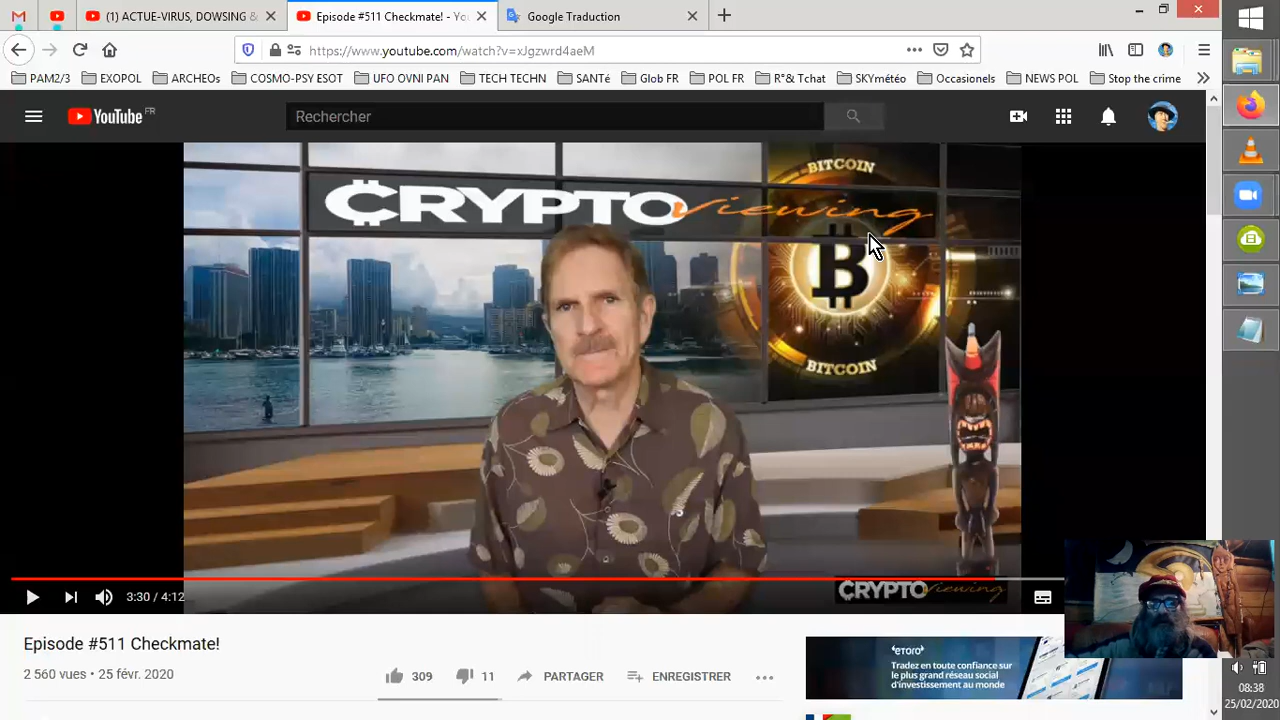 (1) ACTUE-VIRUS, DOWSING &
Episode #511 Checkmate! - You
Google Traduction
https://www.youtube.com/watch?v=xJgzwrd4aeM
PAM2/3
EXOPOL
ARCHEOs
COSMO-PSY ESOT
UFO OVNI PAN
TECH TECHN
SANTé
Glob FR
POL FR
R°& Tchat
SKYmétéo
Occasionels
NEWS POL
Stop the crime
YouTube FR
Rechercher
BITCOIN
CRYPTO viewing
B
BITCOIN
3:30 / 4:12
CRYPTO viewing
Episode #511 Checkmate!
2 560 vues • 25 févr. 2020
309
11
PARTAGER
ENREGISTRER
eToro
Tradez en toute confiance sur
le plus grand réseau social
d'investissement au monde
08:38
25/02/2020